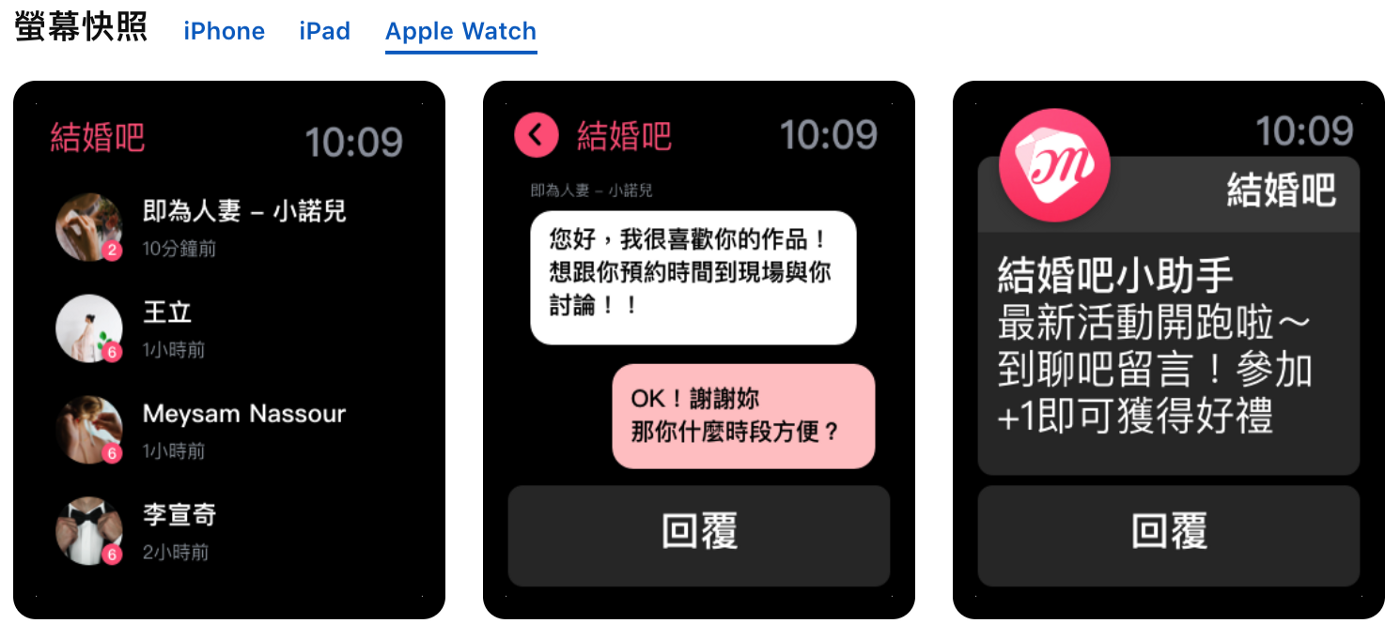 螢幕快照 iPhone iPad Apple Watch
結婚吧 10:09
即為人妻 – 小諾兒
2
10分鐘前
王立
6
1小時前
Meysam Nassour
6
1小時前
李宣奇
6
2小時前
結婚吧 10:09
即為人妻 – 小諾兒
您好，我很喜歡你的作品！
想跟你預約時間到現場與你
討論！！
OK！謝謝妳
那你什麼時段方便？
回覆
10:09
結婚吧
結婚吧小助手
最新活動開跑啦～
到聊吧留言！參加
+1即可獲得好禮
回覆